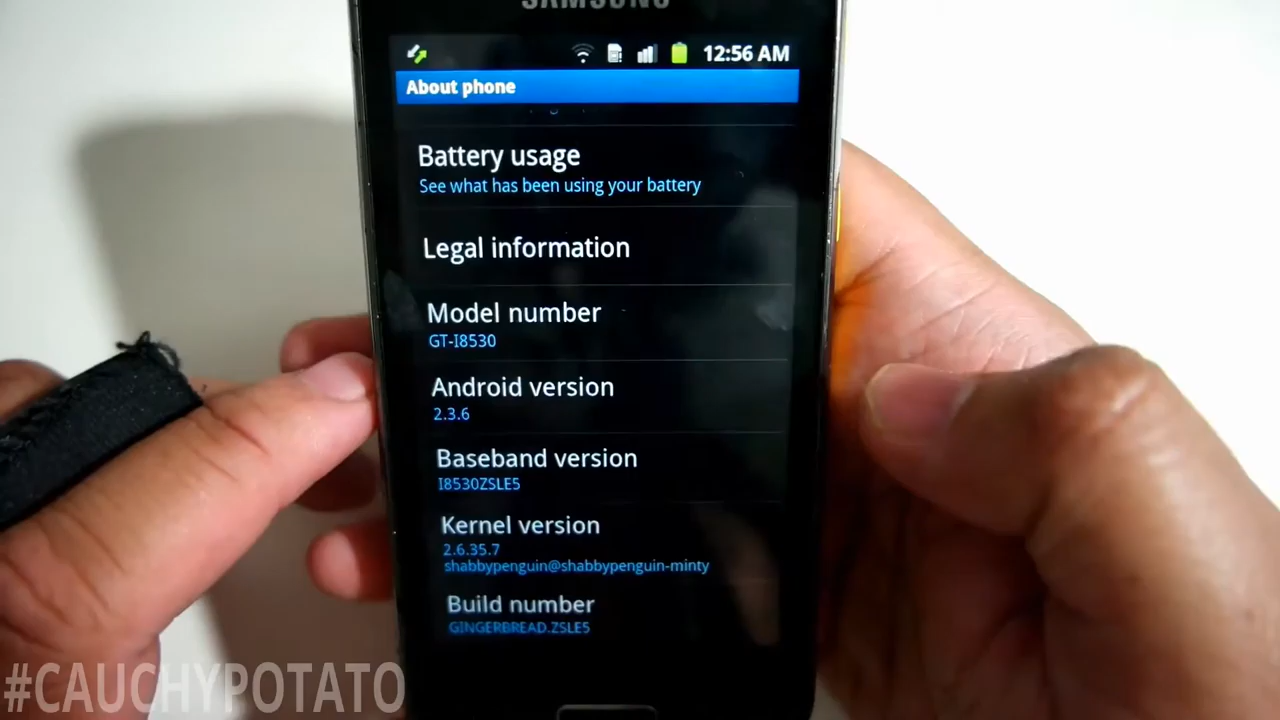 SAMSUNG
12:56 AM
About phone
Battery usage
See what has been using your battery
Legal information
Model number
GT-I8530
Android version
2.3.6
Baseband version
I8530ZSLE5
Kernel version
2.6.35.7
shabbypenguin@shabbypenguin-minty
Build number
GINGERBREAD.ZSLE5
#CAUCHYPOTATO